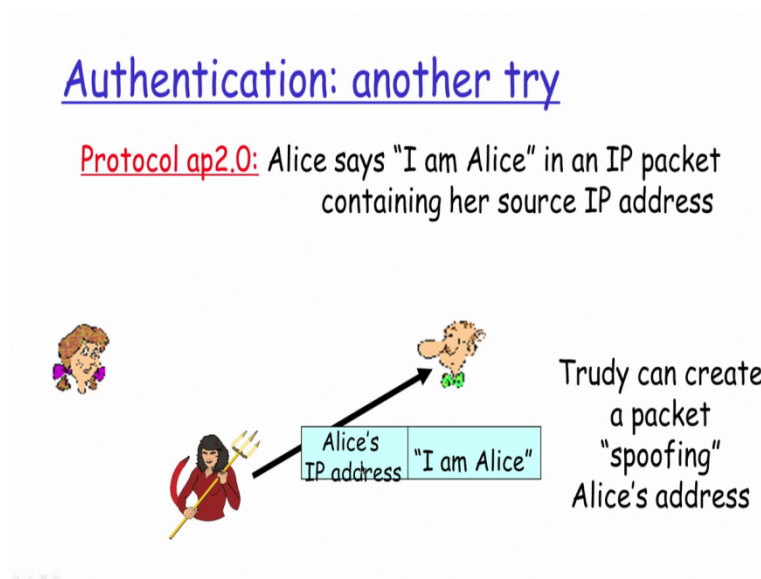 Authentication: another try
Protocol ap2.0: Alice says “I am Alice” in an IP packet
containing her source IP address
Trudy can create
a packet
“spoofing”
Alice’s address
Alice’s
IP address
“I am Alice”